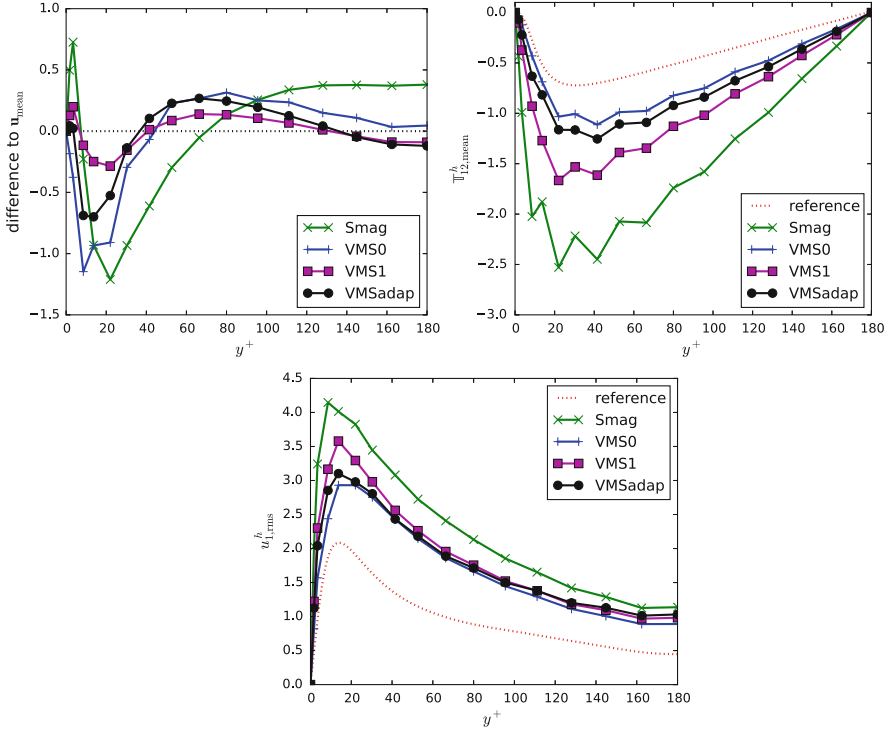 difference to u_mean
1.0
0.5
0.0
−0.5
−1.0
−1.5
0 20 40 60 80 100 120 140 160 180
y⁺
Smag
VMS0
VMS1
VMSadap
𝕋ʰ₁₂,mean
0.0
−0.5
−1.0
−1.5
−2.0
−2.5
−3.0
0 20 40 60 80 100 120 140 160 180
y⁺
reference
Smag
VMS0
VMS1
VMSadap
uʰ₁,rms
4.5
4.0
3.5
3.0
2.5
2.0
1.5
1.0
0.5
0.0
0 20 40 60 80 100 120 140 160 180
y⁺
reference
Smag
VMS0
VMS1
VMSadap